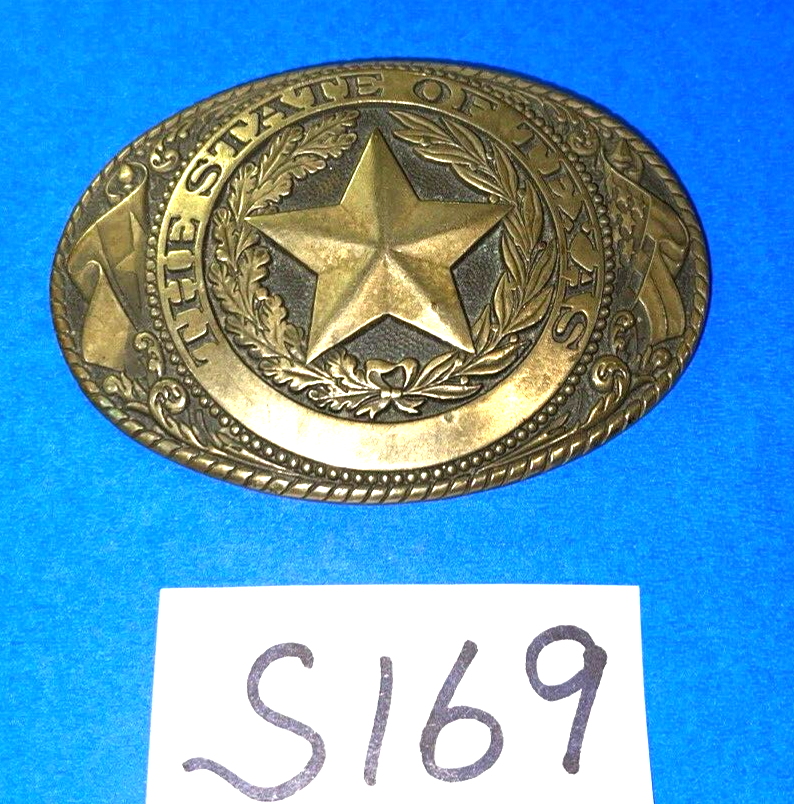 THE STATE OF TEXAS
S169